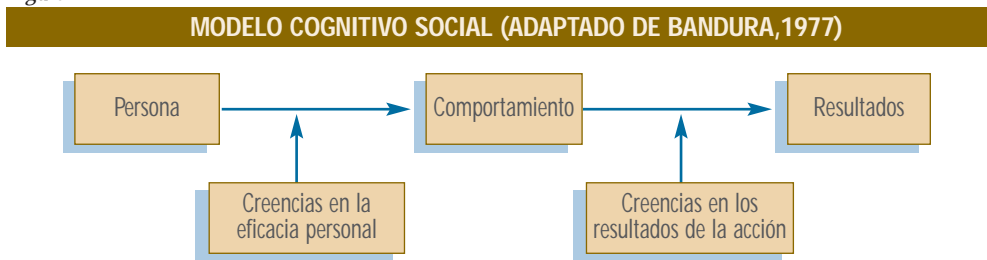 MODELO COGNITIVO SOCIAL (ADAPTADO DE BANDURA,1977)
Persona
Comportamiento
Resultados
Creencias en la
eficacia personal
Creencias en los
resultados de la acción